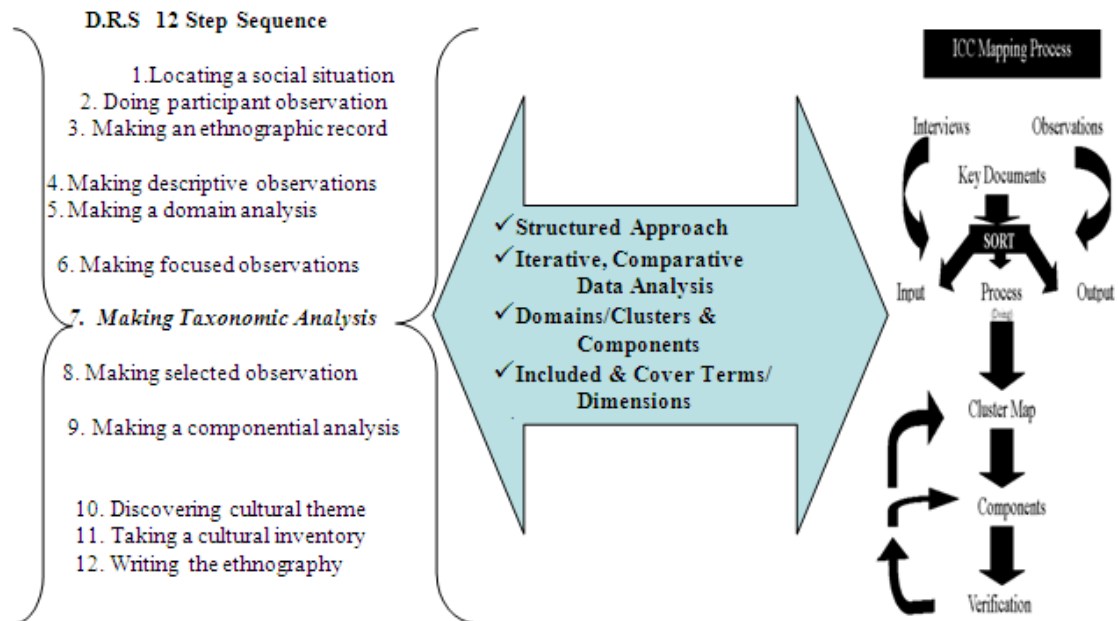 D.R.S 12 Step Sequence
1.Locating a social situation
2. Doing participant observation
3. Making an ethnographic record
4. Making descriptive observations
5. Making a domain analysis
6. Making focused observations
7. Making Taxonomic Analysis
8. Making selected observation
9. Making a componential analysis
10. Discovering cultural theme
11. Taking a cultural inventory
12. Writing the ethnography
✓Structured Approach
✓Iterative, Comparative
Data Analysis
✓Domains/Clusters &
Components
✓Included & Cover Terms/
Dimensions
ICC Mapping Process
Interviews
Observations
Key Documents
SORT
Input
Process
Output
(Doing)
Cluster Map
Components
Verification